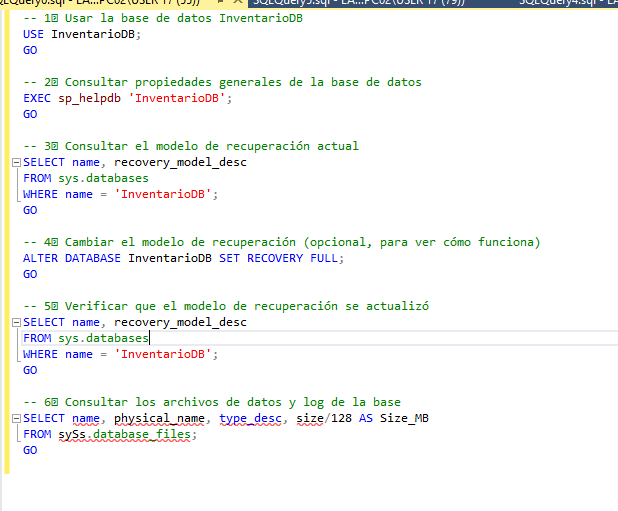 SQLQuery5.sql - LA...PC02(USER 17 (79))
SQLQuery4.sql - LA
-- 1 Usar la base de datos InventarioDB
USE InventarioDB;
GO
-- 2 Consultar propiedades generales de la base de datos
EXEC sp_helpdb 'InventarioDB';
GO
-- 3 Consultar el modelo de recuperación actual
SELECT name, recovery_model_desc
FROM sys.databases
WHERE name = 'InventarioDB';
GO
-- 4 Cambiar el modelo de recuperación (opcional, para ver cómo funciona)
ALTER DATABASE InventarioDB SET RECOVERY FULL;
GO
-- 5 Verificar que el modelo de recuperación se actualizó
SELECT name, recovery_model_desc
FROM sys.databases
WHERE name = 'InventarioDB';
GO
-- 6 Consultar los archivos de datos y log de la base
SELECT name, physical_name, type_desc, size/128 AS Size_MB
FROM sySs.database_files;
GO